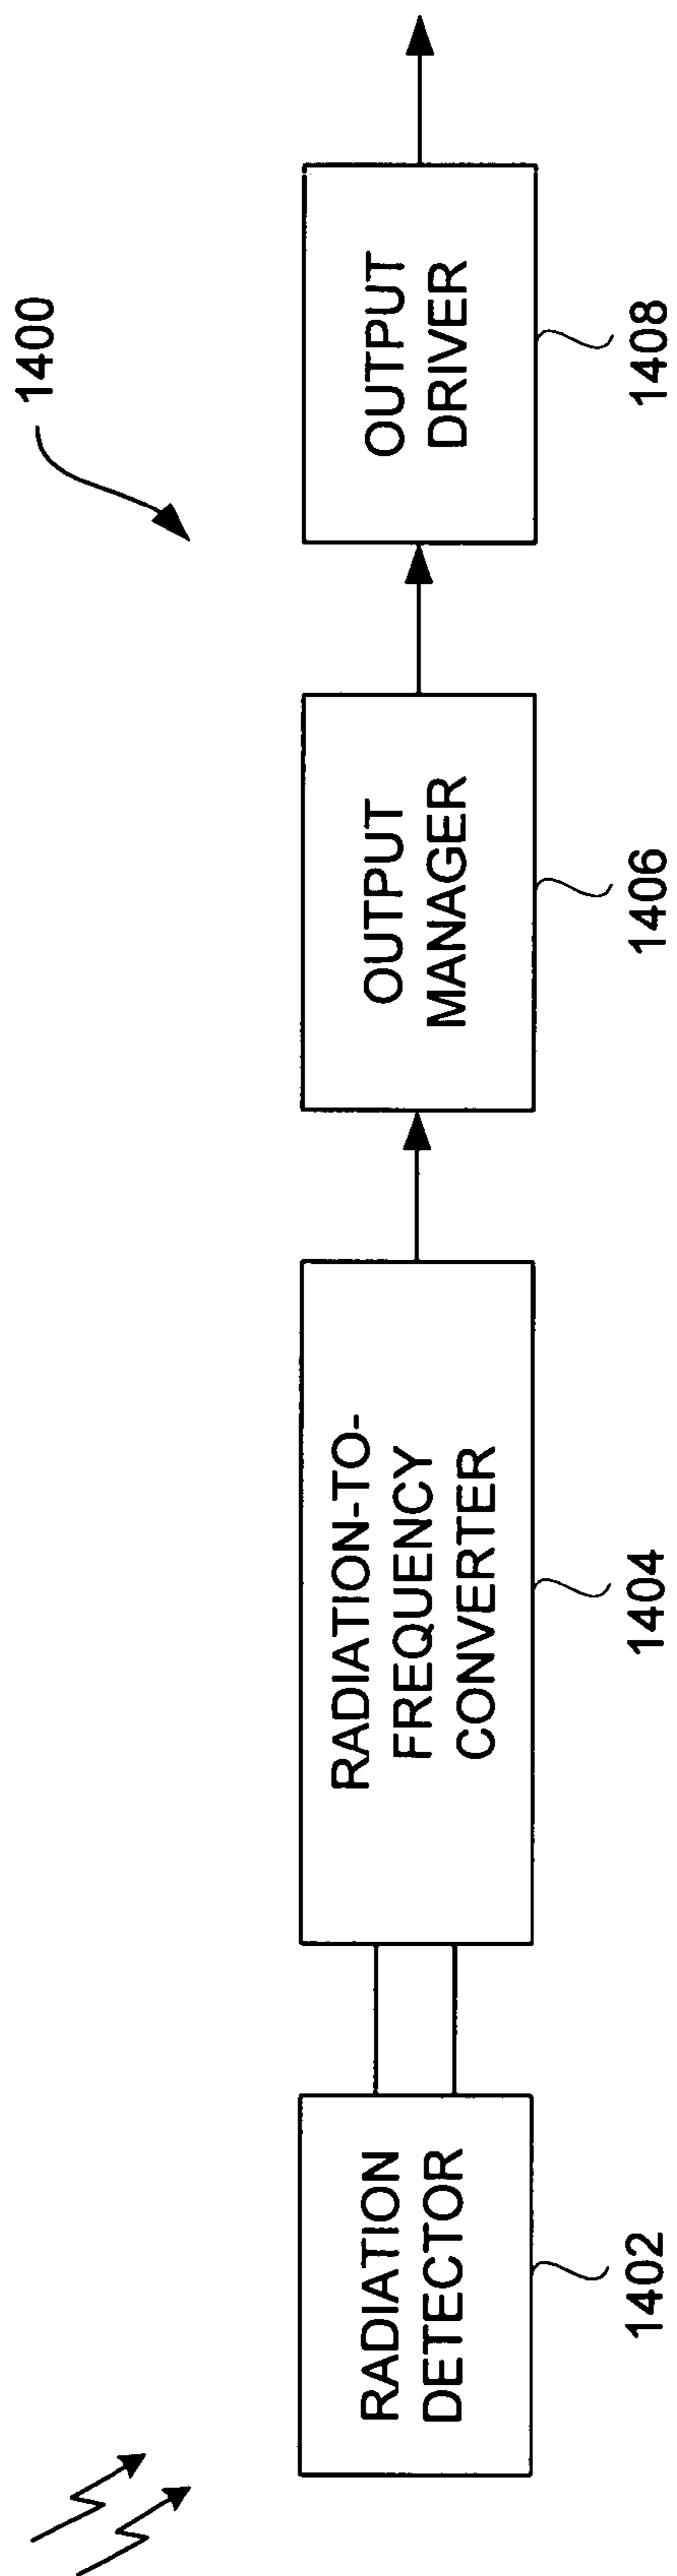 1400
RADIATION
DETECTOR
1402
RADIATION-TO-
FREQUENCY
CONVERTER
1404
OUTPUT
MANAGER
1406
OUTPUT
DRIVER
1408